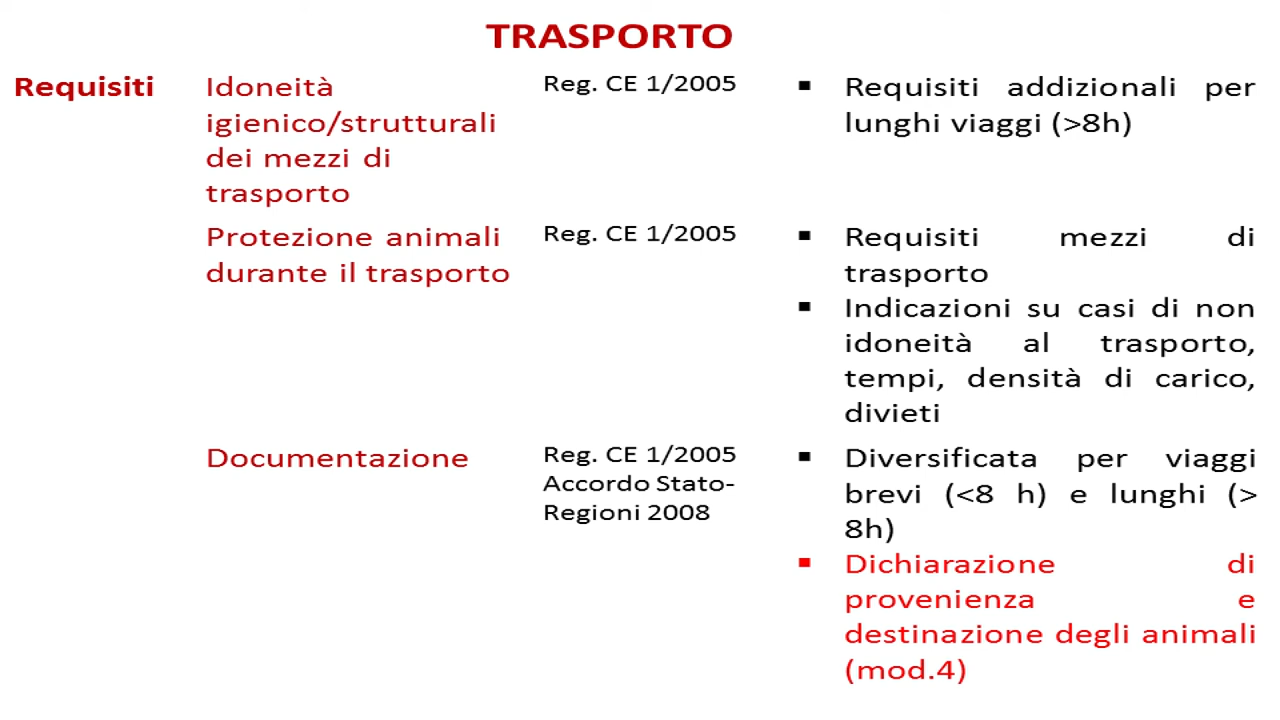 TRASPORTO
Requisiti
Idoneità
igienico/strutturali
dei mezzi di
trasporto
Reg. CE 1/2005
▪ Requisiti addizionali per
lunghi viaggi (>8h)
Protezione animali
durante il trasporto
Reg. CE 1/2005
▪ Requisiti mezzi di
trasporto
▪ Indicazioni su casi di non
idoneità al trasporto,
tempi, densità di carico,
divieti
Documentazione
Reg. CE 1/2005
Accordo Stato-
Regioni 2008
▪ Diversificata per viaggi
brevi (<8 h) e lunghi (>
8h)
▪ Dichiarazione di
provenienza e
destinazione degli animali
(mod.4)